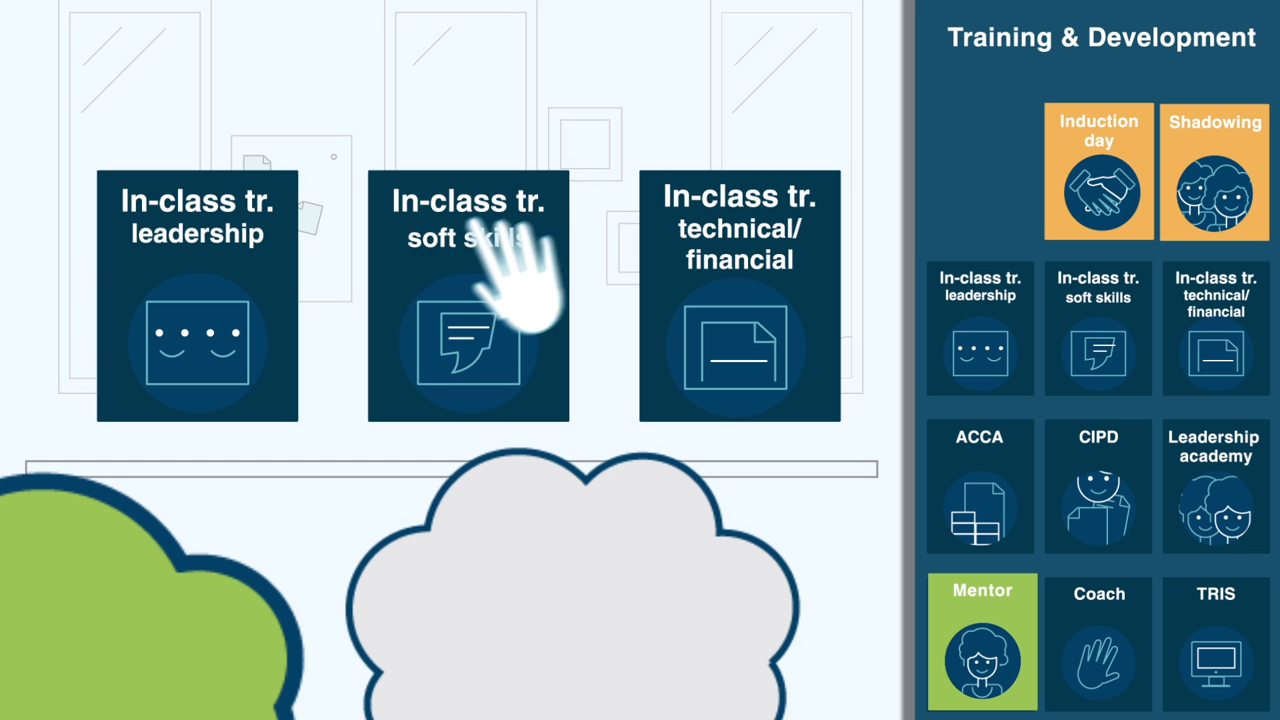 In-class tr.
leadership
In-class tr.
soft skills
In-class tr.
technical/
financial
Training & Development
Induction
day
Shadowing
In-class tr.
leadership
In-class tr.
soft skills
In-class tr.
technical/
financial
ACCA
CIPD
Leadership
academy
Mentor
Coach
TRIS